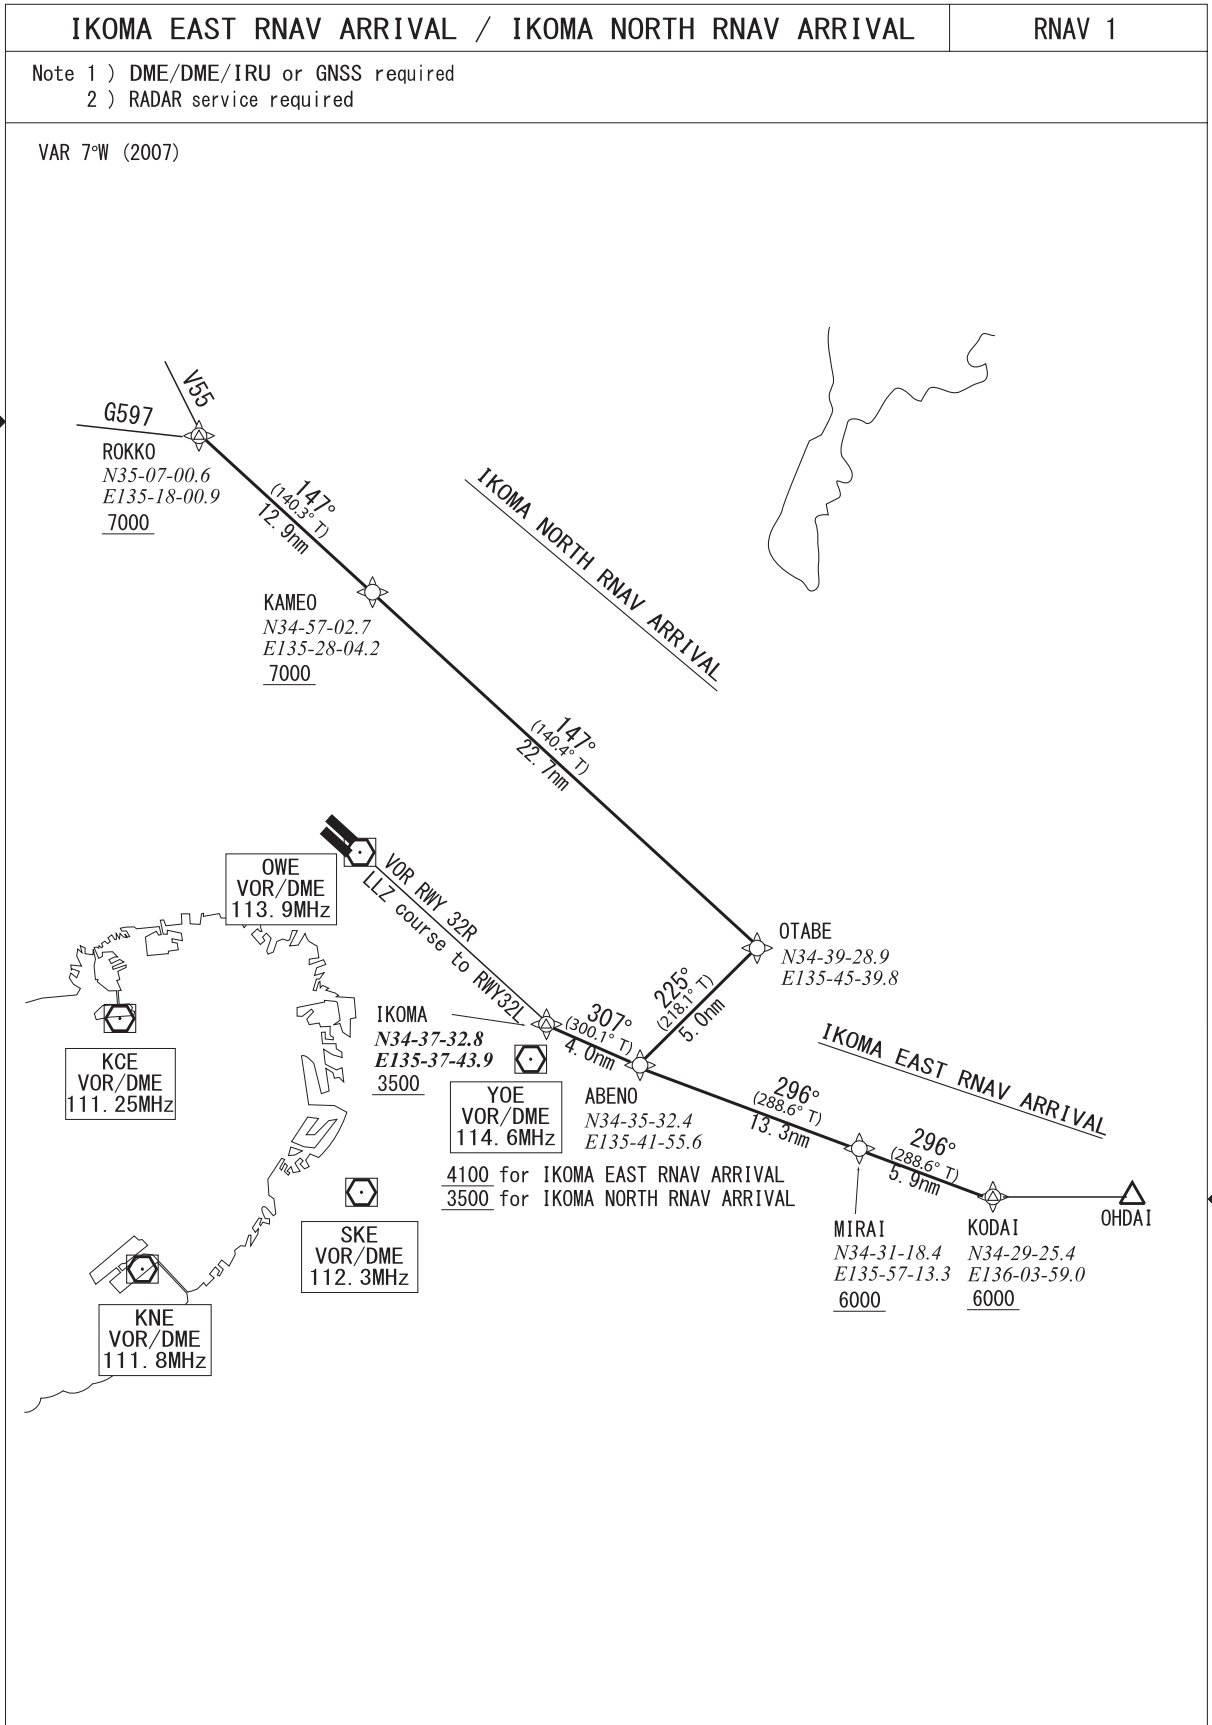 IKOMA EAST RNAV ARRIVAL / IKOMA NORTH RNAV ARRIVAL
RNAV 1
Note 1 ) DME/DME/IRU or GNSS required
2 ) RADAR service required
VAR 7°W (2007)
V55
G597
ROKKO
N35-07-00.6
E135-18-00.9
7000
147°
(140.3° T)
12.9nm
IKOMA NORTH RNAV ARRIVAL
KAMEO
N34-57-02.7
E135-28-04.2
7000
147°
(140.4° T)
22.7nm
OWE
VOR/DME
113.9MHz
VOR RWY 32R
LLZ course to RWY32L
OTABE
N34-39-28.9
E135-45-39.8
225°
(218.1° T)
5.0nm
IKOMA
N34-37-32.8
E135-37-43.9
3500
307°
(300.1° T)
4.0nm
KCE
VOR/DME
111.25MHz
YOE
VOR/DME
114.6MHz
ABENO
N34-35-32.4
E135-41-55.6
4100 for IKOMA EAST RNAV ARRIVAL
3500 for IKOMA NORTH RNAV ARRIVAL
IKOMA EAST RNAV ARRIVAL
296°
(288.6° T)
13.3nm
296°
(288.6° T)
5.9nm
OHDAI
MIRAI
N34-31-18.4
E135-57-13.3
6000
KODAI
N34-29-25.4
E136-03-59.0
6000
SKE
VOR/DME
112.3MHz
KNE
VOR/DME
111.8MHz